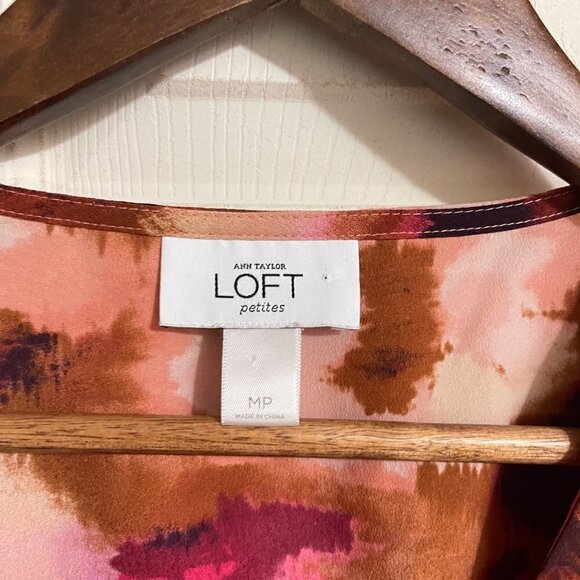 ANN TAYLOR
LOFT
petites
MP
MADE IN CHINA